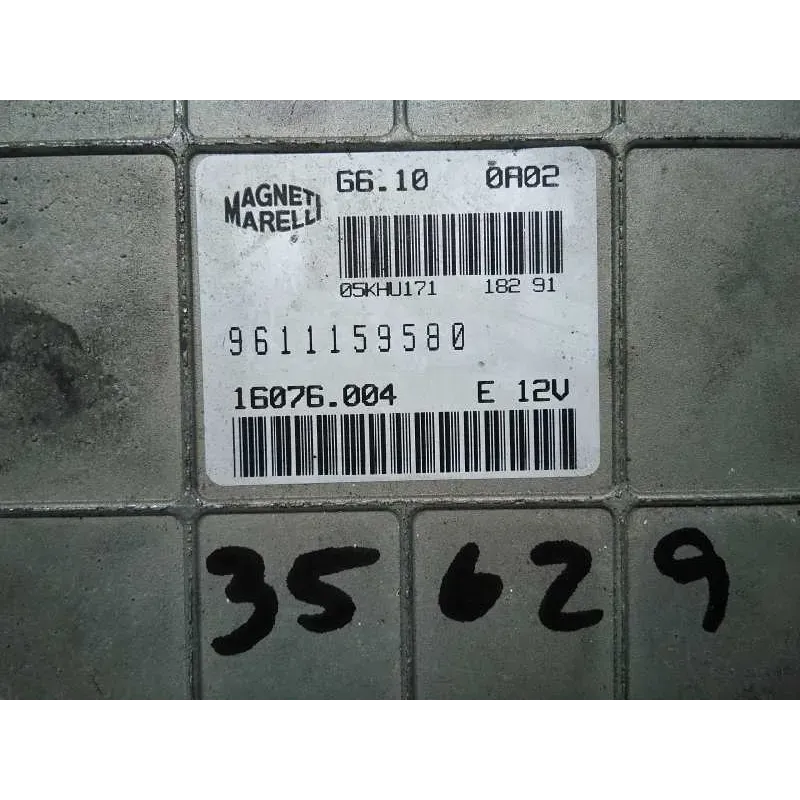 MAGNETI
MARELLI
G6.10 0A02
05KHU171 182 91
9611159580
16076.004 E 12V
35629